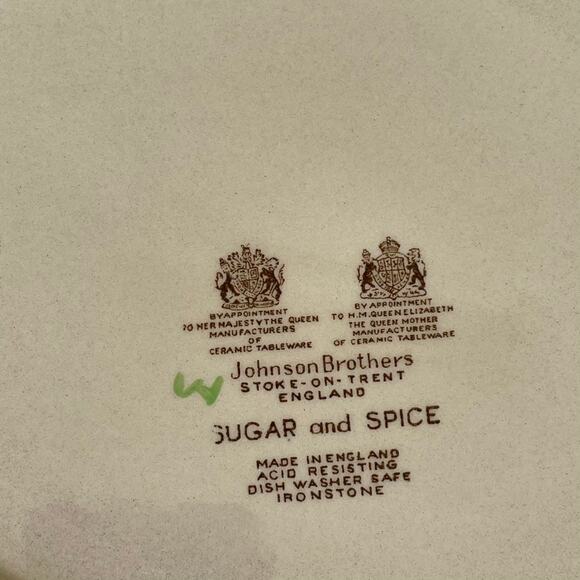 BY APPOINTMENT
TO HER MAJESTY THE QUEEN
MANUFACTURERS
OF
CERAMIC TABLEWARE
BY APPOINTMENT
TO H.M. QUEEN ELIZABETH
THE QUEEN MOTHER
MANUFACTURERS
OF CERAMIC TABLEWARE
Johnson Brothers
STOKE-ON-TRENT
ENGLAND
SUGAR and SPICE
MADE IN ENGLAND
ACID RESISTING
DISH WASHER SAFE
IRONSTONE